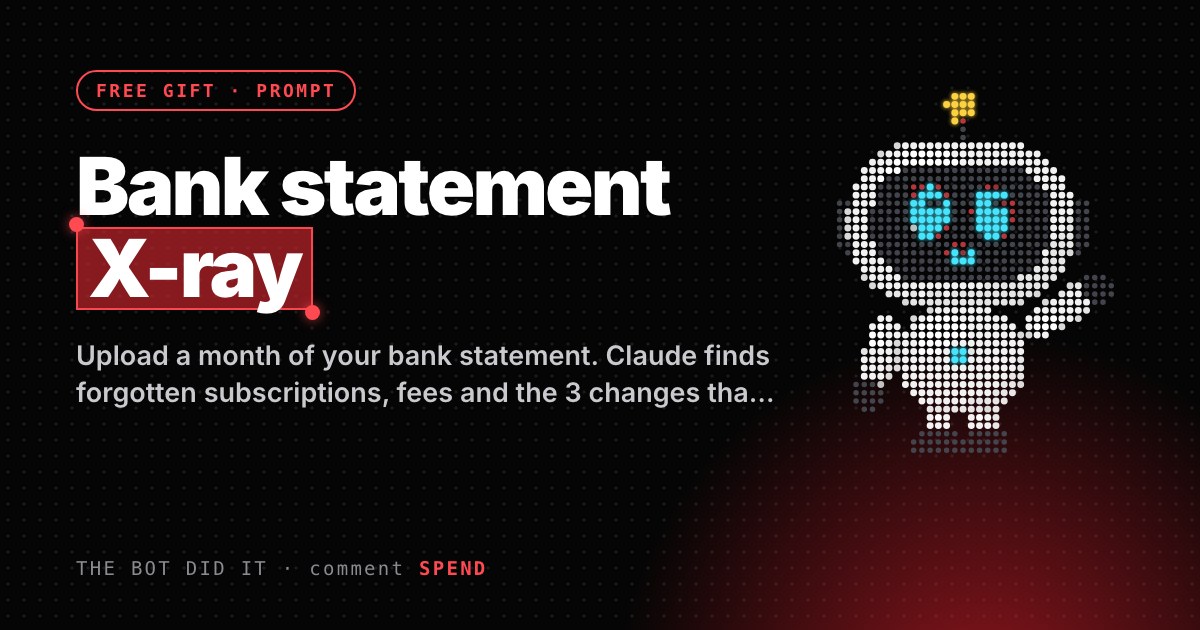 FREE GIFT · PROMPT
Bank statement
X-ray
Upload a month of your bank statement. Claude finds
forgotten subscriptions, fees and the 3 changes tha...
THE BOT DID IT · comment SPEND